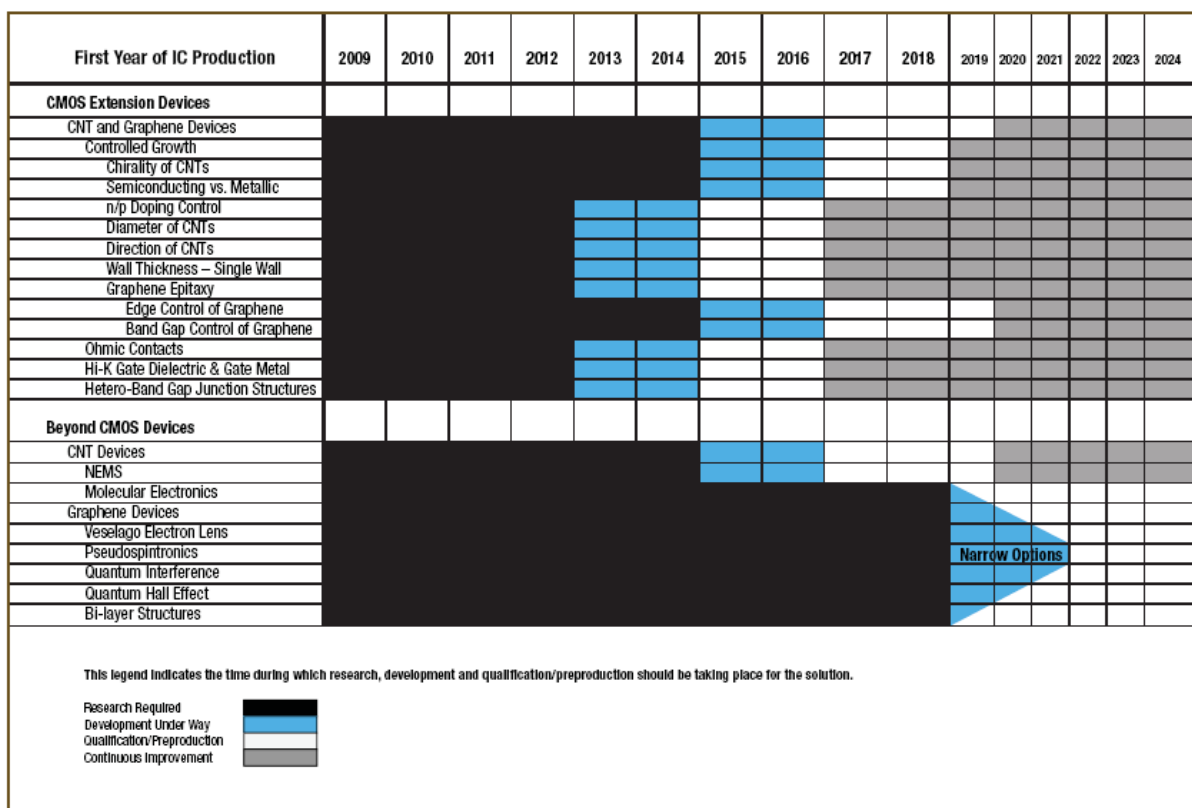 First Year of IC Production 2009 2010 2011 2012 2013 2014 2015 2016 2017 2018 2019 2020 2021 2022 2023 2024
CMOS Extension Devices
CNT and Graphene Devices
Controlled Growth
Chirality of CNTs
Semiconducting vs. Metallic
n/p Doping Control
Diameter of CNTs
Direction of CNTs
Wall Thickness – Single Wall
Graphene Epitaxy
Edge Control of Graphene
Band Gap Control of Graphene
Ohmic Contacts
Hi-K Gate Dielectric & Gate Metal
Hetero-Band Gap Junction Structures
Beyond CMOS Devices
CNT Devices
NEMS
Molecular Electronics
Graphene Devices
Veselago Electron Lens
Pseudospintronics Narrow Options
Quantum Interference
Quantum Hall Effect
Bi-layer Structures
This legend indicates the time during which research, development and qualification/preproduction should be taking place for the solution.
Research Required
Development Under Way
Qualification/Preproduction
Continuous Improvement